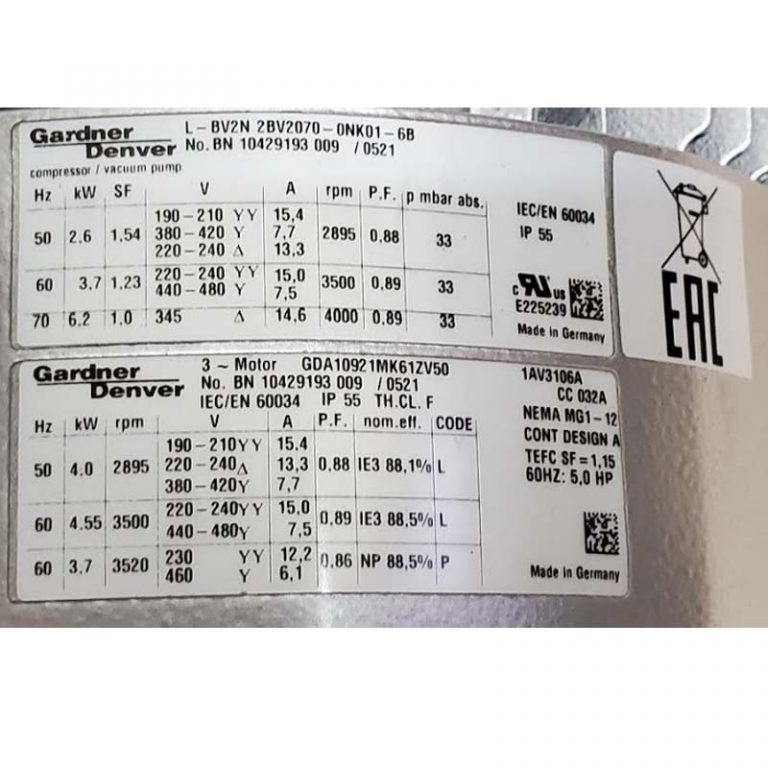 Gardner Denver
L - BV2N 2BV2070 - 0NK01 - 6B
No. BN 10429193 009 / 0521
compressor / vacuum pump
Hz kW SF V A rpm P.F. p mbar abs.
190 - 210 YY 15,4
50 2.6 1.54 380 - 420 Y 7,7 2895 0,88 33
220 - 240 Δ 13,3
60 3.7 1.23 220 - 240 YY 15,0 3500 0,89 33
440 - 480 Y 7,5
70 6.2 1.0 345 Δ 14,6 4000 0,89 33
IEC/EN 60034
IP 55
c RU us
E225239
Made in Germany
EAC
Gardner Denver
3 ~ Motor GDA10921MK61ZV50
No. BN 10429193 009 / 0521
IEC/EN 60034 IP 55 TH.CL. F
Hz kW rpm V A P.F. nom.eff. CODE
190 - 210YY 15.4
50 4.0 2895 220 - 240Δ 13,3 0,88 IE3 88,1% L
380 - 420Y 7,7
60 4.55 3500 220 - 240YY 15,0 0,89 IE3 88,5% L
440 - 480Y 7,5
60 3.7 3520 230 YY 12,2 0,86 NP 88,5% P
460 Y 6,1
1AV3106A
CC 032A
NEMA MG1 - 12
CONT DESIGN A
TEFC SF = 1,15
60HZ: 5,0 HP
Made in Germany